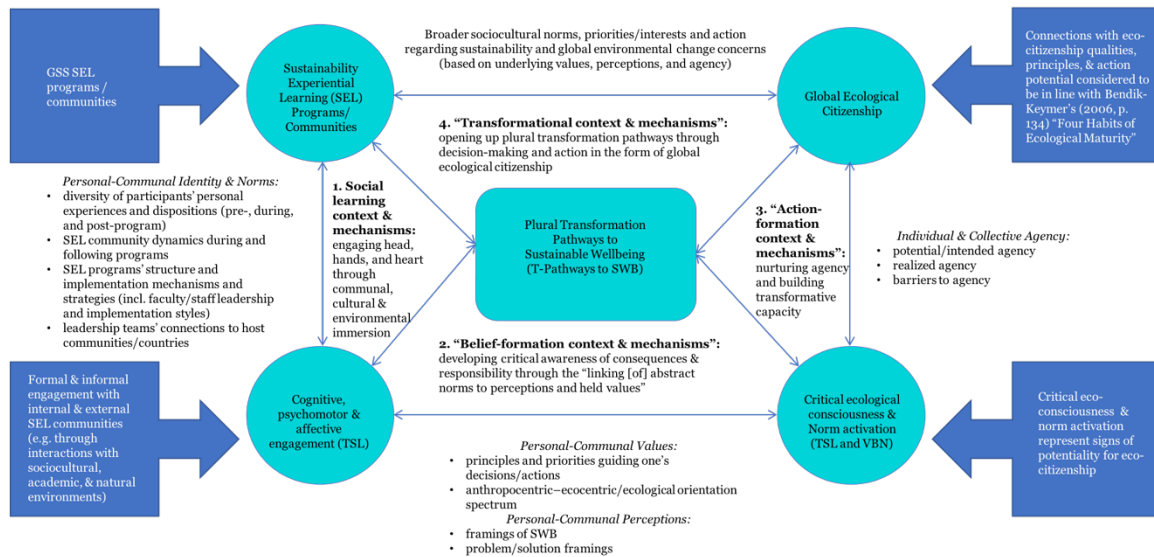 GSS SEL
programs /
communities
Sustainability
Experiential
Learning (SEL)
Programs/
Communities
Broader sociocultural norms, priorities/interests and action
regarding sustainability and global environmental change concerns
(based on underlying values, perceptions, and agency)
Global Ecological
Citizenship
Connections with eco-
citizenship qualities,
principles, & action
potential considered to
be in line with Bendik-
Keymer’s (2006, p.
134) “Four Habits of
Ecological Maturity”
4. “Transformational context & mechanisms”:
opening up plural transformation pathways through
decision-making and action in the form of global
ecological citizenship
Personal-Communal Identity & Norms:
• diversity of participants’ personal
experiences and dispositions (pre-, during,
and post-program)
• SEL community dynamics during and
following programs
• SEL programs’ structure and
implementation mechanisms and
strategies (incl. faculty/staff leadership
and implementation styles)
• leadership teams’ connections to host
communities/countries
1. Social
learning
context &
mechanisms:
engaging head,
hands, and heart
through
communal,
cultural &
environmental
immersion
Plural Transformation
Pathways to
Sustainable Wellbeing
(T-Pathways to SWB)
3. “Action-
formation
context &
mechanisms”:
nurturing agency
and building
transformative
capacity
Individual & Collective Agency:
• potential/intended agency
• realized agency
• barriers to agency
2. “Belief-formation context & mechanisms”:
developing critical awareness of consequences &
responsibility through the “linking [of] abstract
norms to perceptions and held values”
Formal & informal
engagement with
internal & external
SEL communities
(e.g. through
interactions with
sociocultural,
academic, & natural
environments)
Cognitive,
psychomotor &
affective
engagement (TSL)
Critical ecological
consciousness &
Norm activation
(TSL and VBN)
Critical eco-
consciousness &
norm activation
represent signs of
potentiality for eco-
citizenship
Personal-Communal Values:
• principles and priorities guiding one’s
decisions/actions
• anthropocentric–ecocentric/ecological orientation
spectrum
Personal-Communal Perceptions:
• framings of SWB
• problem/solution framings